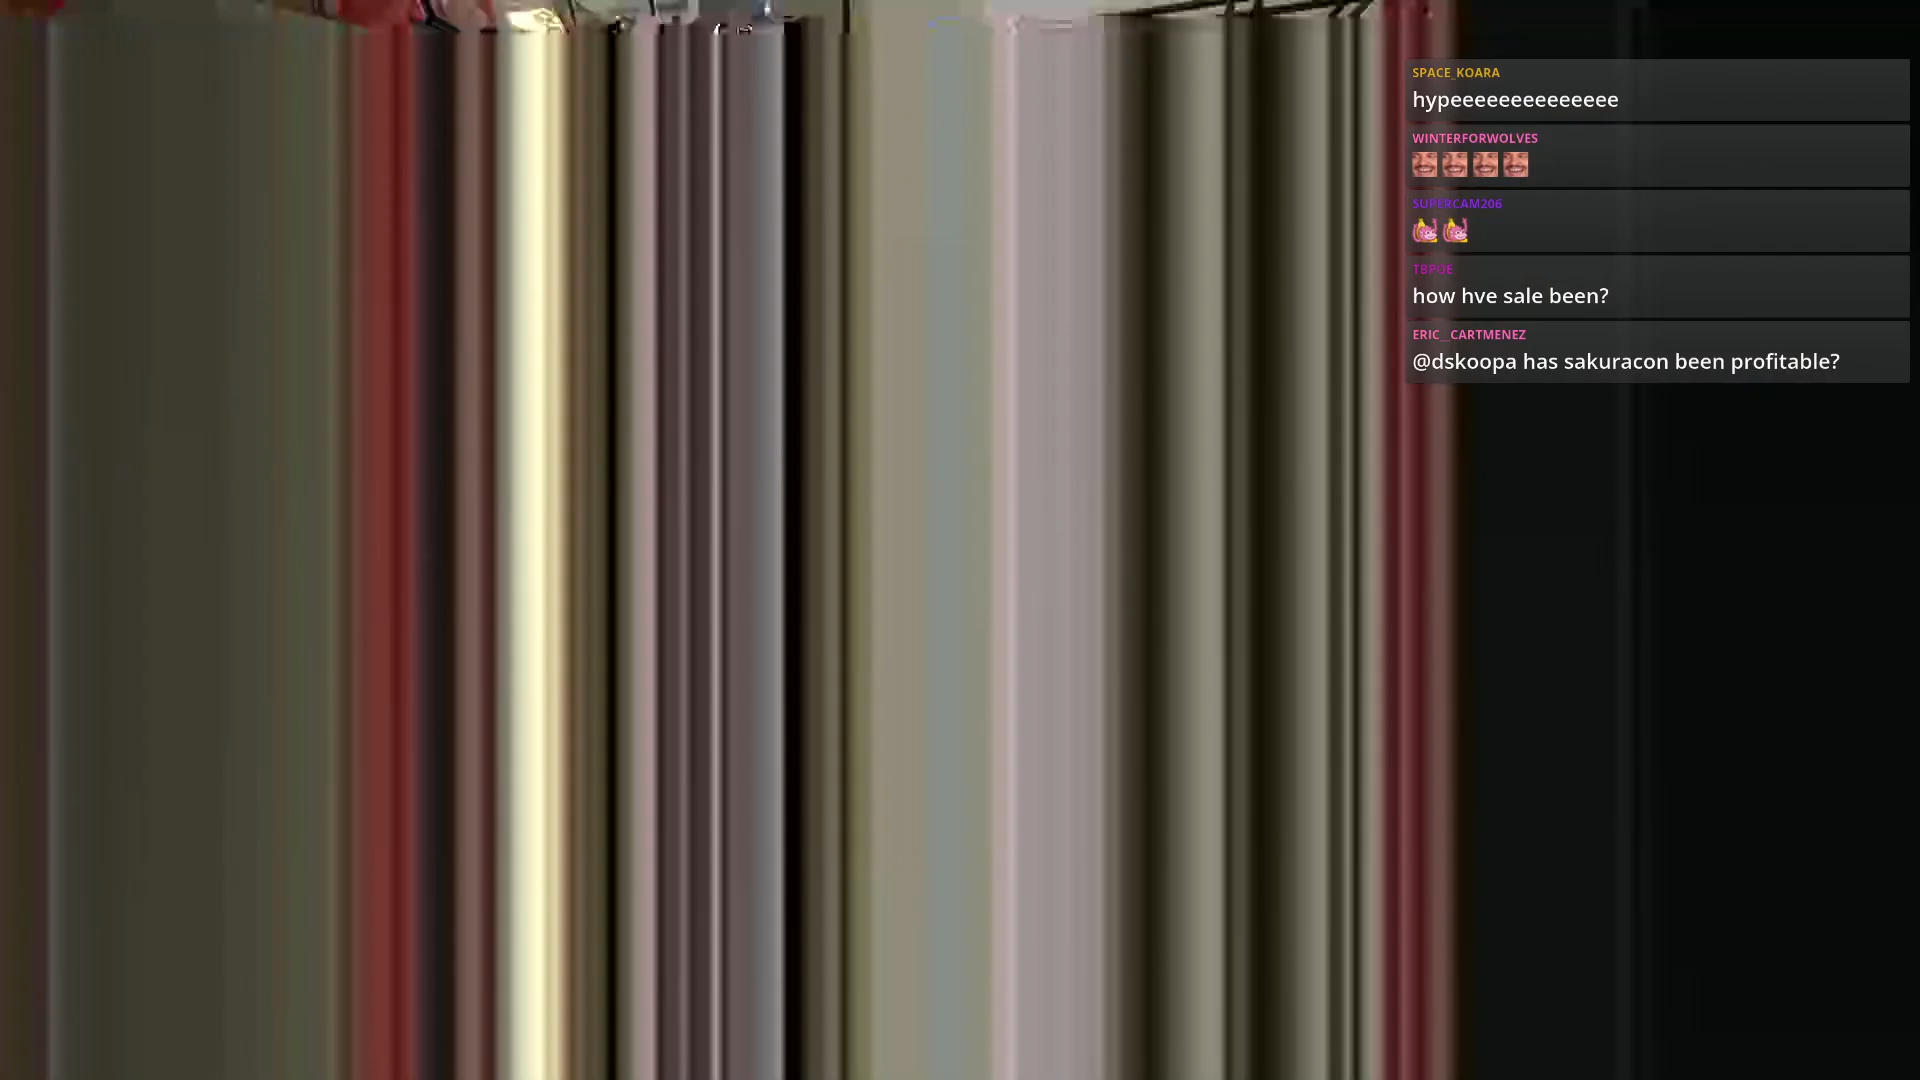 SPACE_KOARA
hypeeeeeeeeeeeeee
WINTERFORWOLVES
SUPERCAM206
TBPOE
how hve sale been?
ERIC_CARTMENEZ
@dskoopa has sakuracon been profitable?